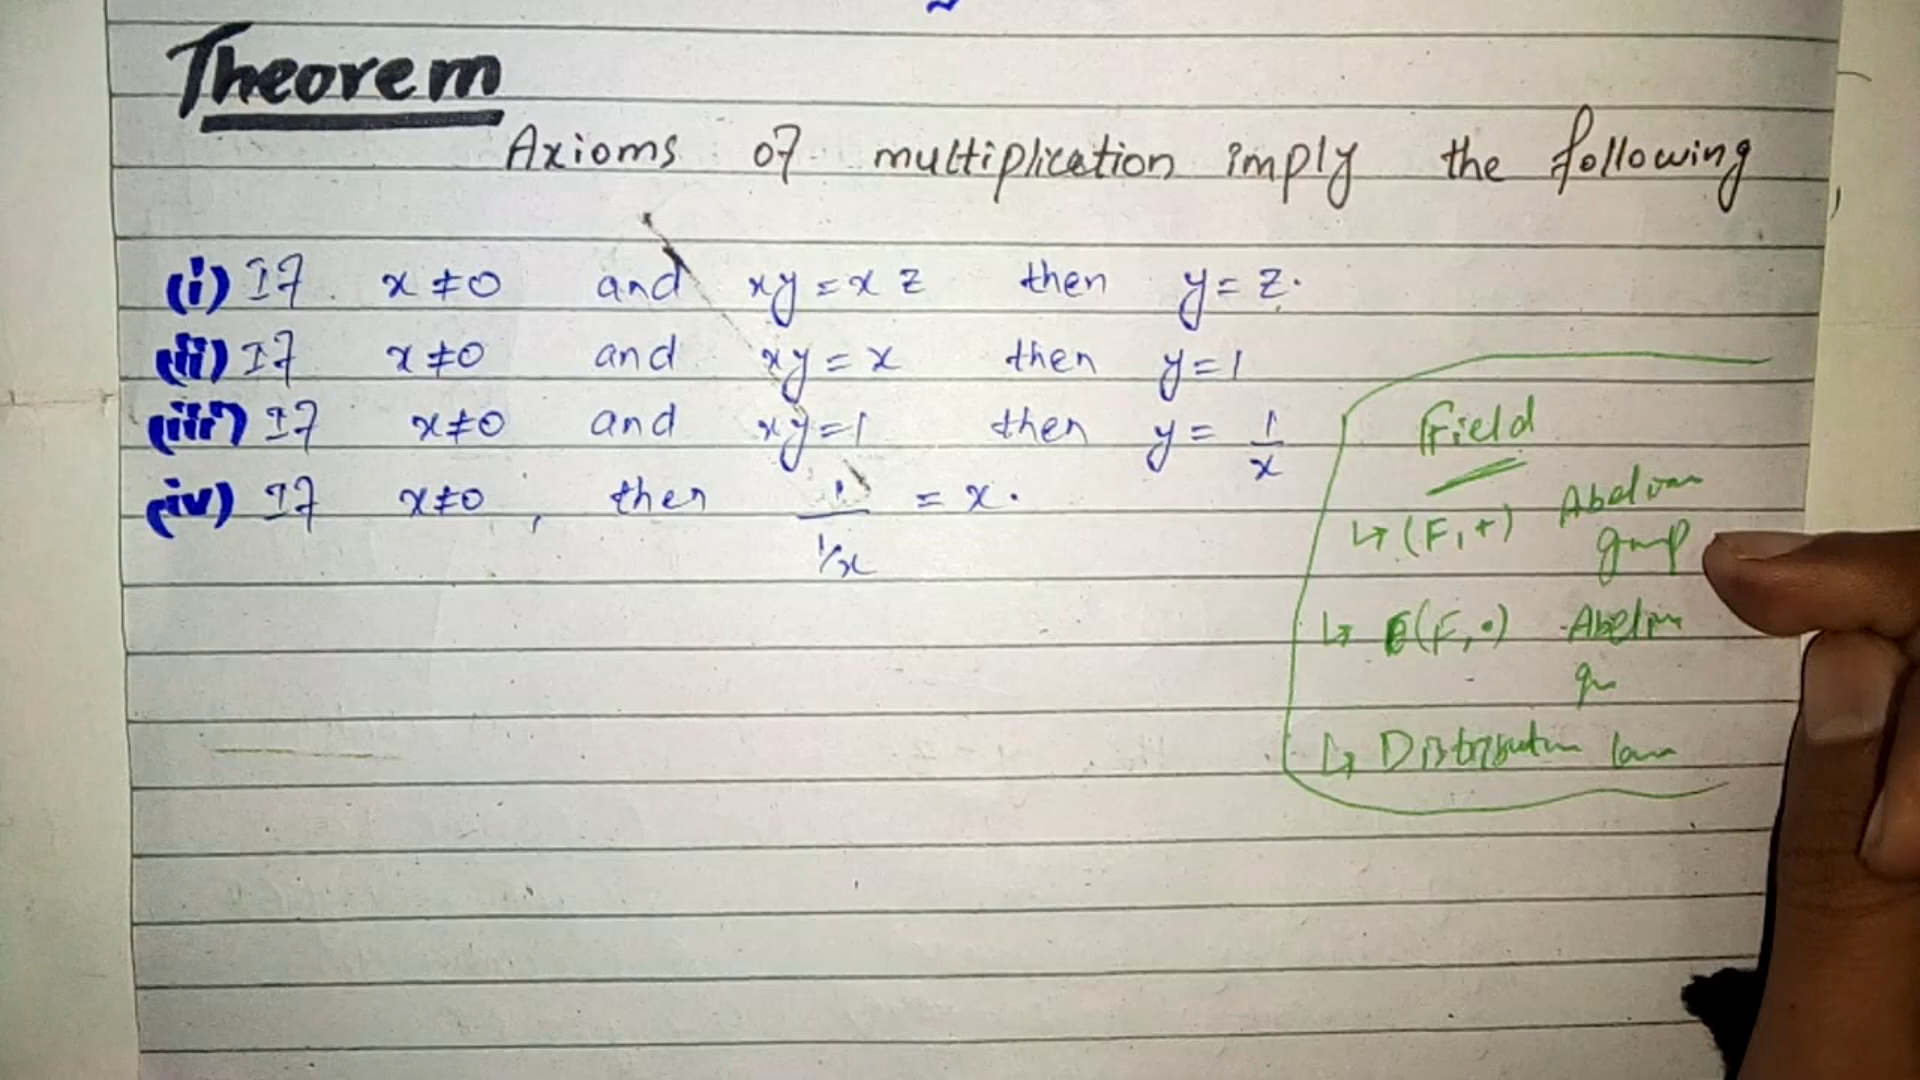 Theorem
Axioms of multiplication imply the following
(i) If x ≠ 0 and xy = x z then y = z.
(ii) If x ≠ 0 and xy = x then y = 1
(iii) If x ≠ 0 and xy = 1 then y = 1/x
(iv) If x ≠ 0, then 1/(1/x) = x.
Field
↳ (F, +) Abelian
group
↳ (F, •) Abelian
↳ Distribution law